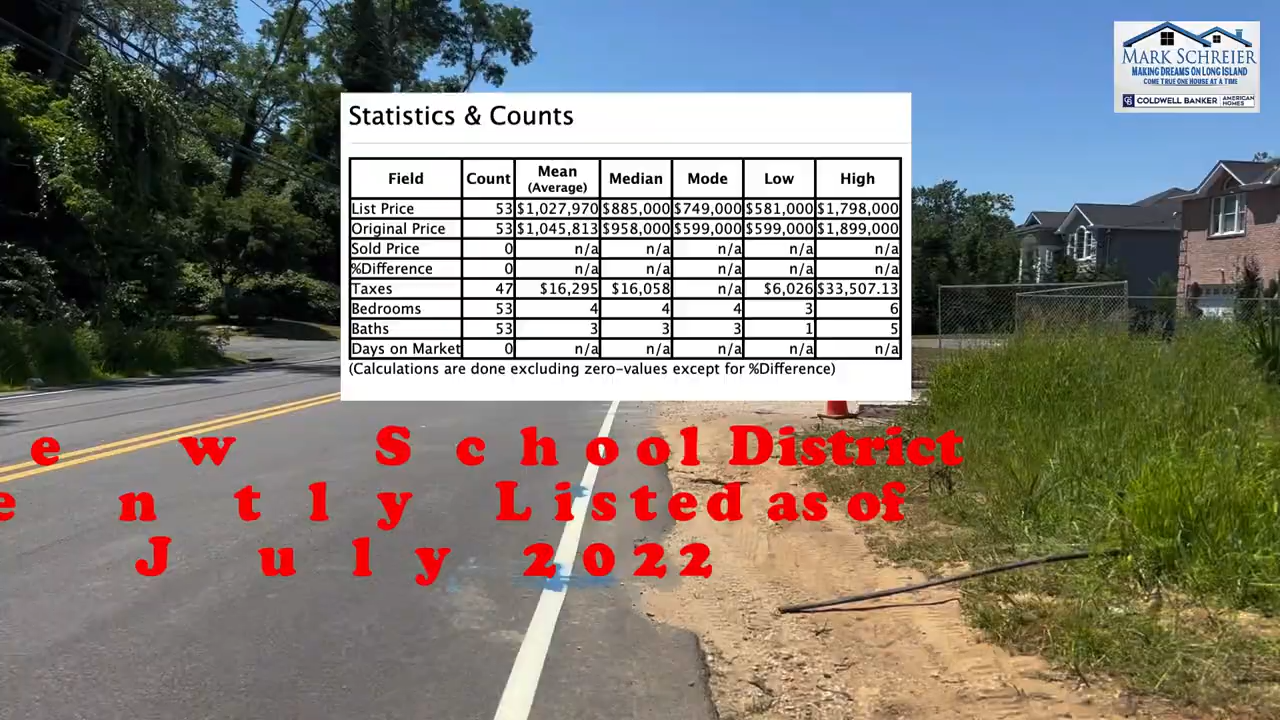 MARK SCHREIER
MAKING DREAMS ON LONG ISLAND
COME TRUE ONE HOUSE AT A TIME
CB COLDWELL BANKER AMERICAN HOMES
Statistics & Counts
Field Count Mean (Average) Median Mode Low High
List Price 53 $1,027,970 $885,000 $749,000 $581,000 $1,798,000
Original Price 53 $1,045,813 $958,000 $599,000 $599,000 $1,899,000
Sold Price 0 n/a n/a n/a n/a n/a
%Difference 0 n/a n/a n/a n/a n/a
Taxes 47 $16,295 $16,058 n/a $6,026 $33,507.13
Bedrooms 53 4 4 4 3 6
Baths 53 3 3 3 1 5
Days on Market 0 n/a n/a n/a n/a n/a
(Calculations are done excluding zero-values except for %Difference)
e w School District
e n t l y Listed as of
July 2022